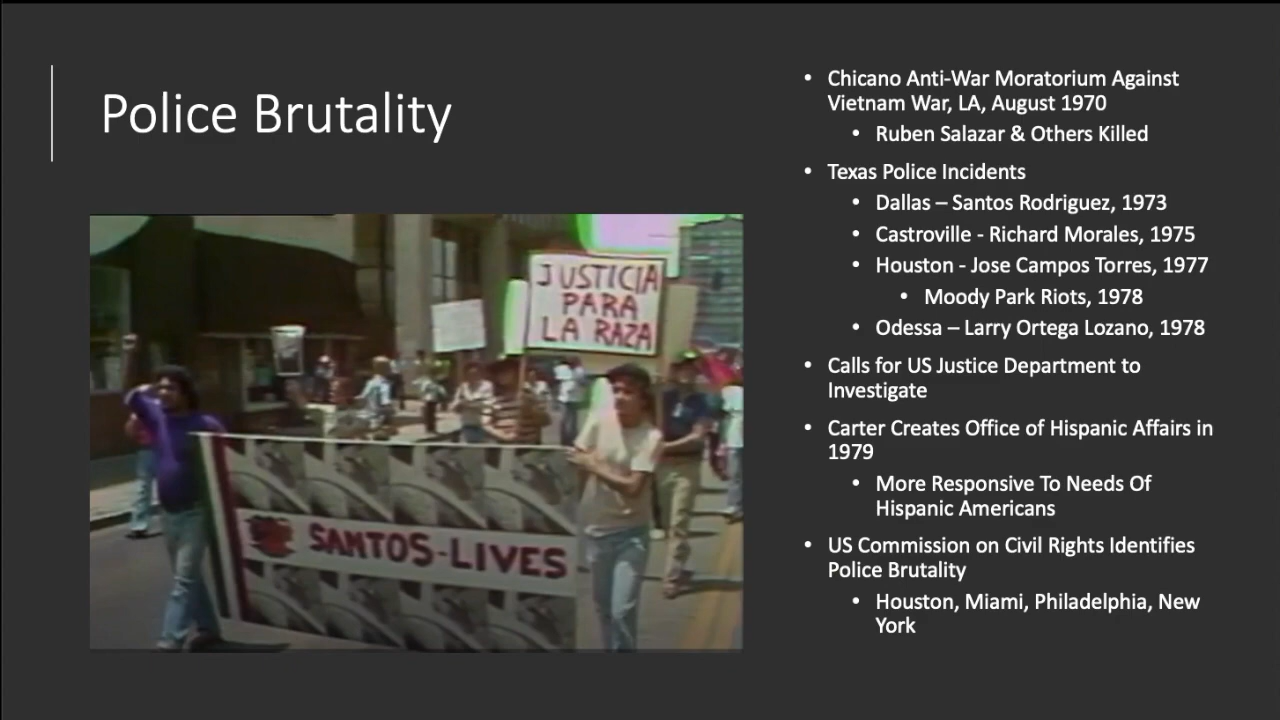 Police Brutality
JUSTICIA
PARA
LA RAZA
SANTOS-LIVES
• Chicano Anti-War Moratorium Against
Vietnam War, LA, August 1970
• Ruben Salazar & Others Killed
• Texas Police Incidents
• Dallas – Santos Rodriguez, 1973
• Castroville - Richard Morales, 1975
• Houston - Jose Campos Torres, 1977
• Moody Park Riots, 1978
• Odessa – Larry Ortega Lozano, 1978
• Calls for US Justice Department to
Investigate
• Carter Creates Office of Hispanic Affairs in
1979
• More Responsive To Needs Of
Hispanic Americans
• US Commission on Civil Rights Identifies
Police Brutality
• Houston, Miami, Philadelphia, New
York